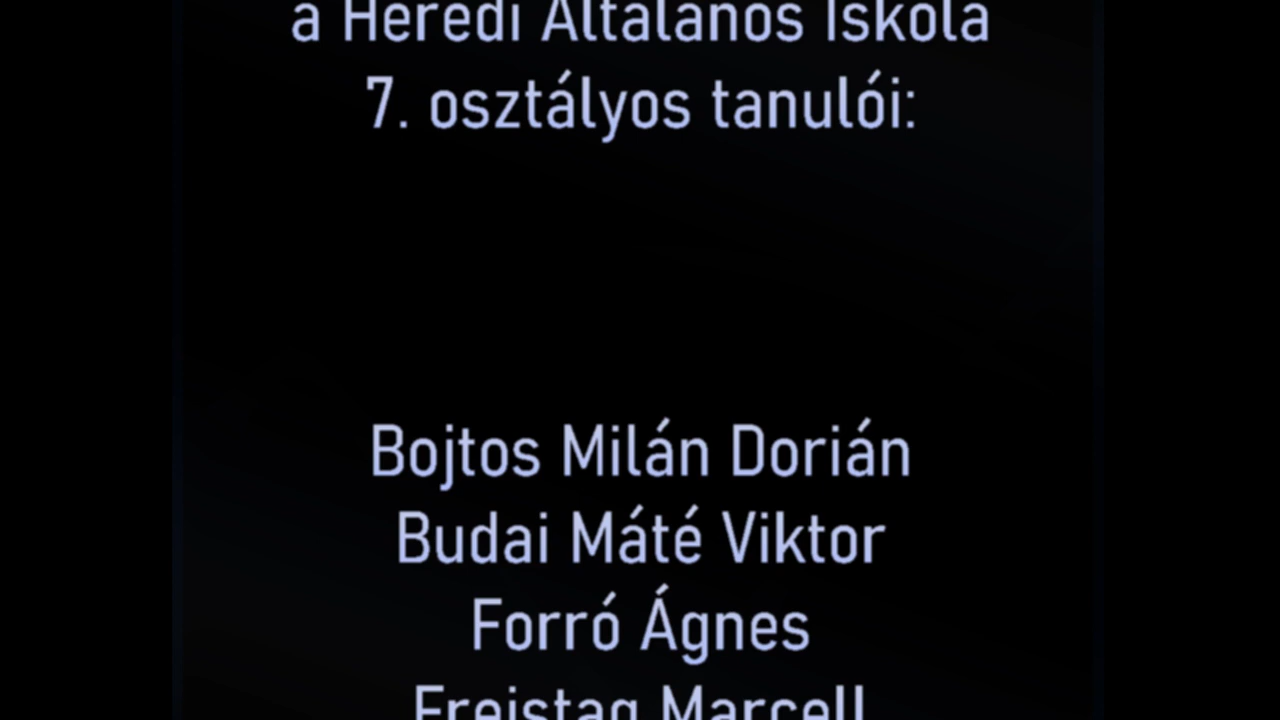 a Heredi Általános Iskola
7. osztályos tanulói:
Bojtos Milán Dorián
Budai Máté Viktor
Forró Ágnes
Freistag Marcell